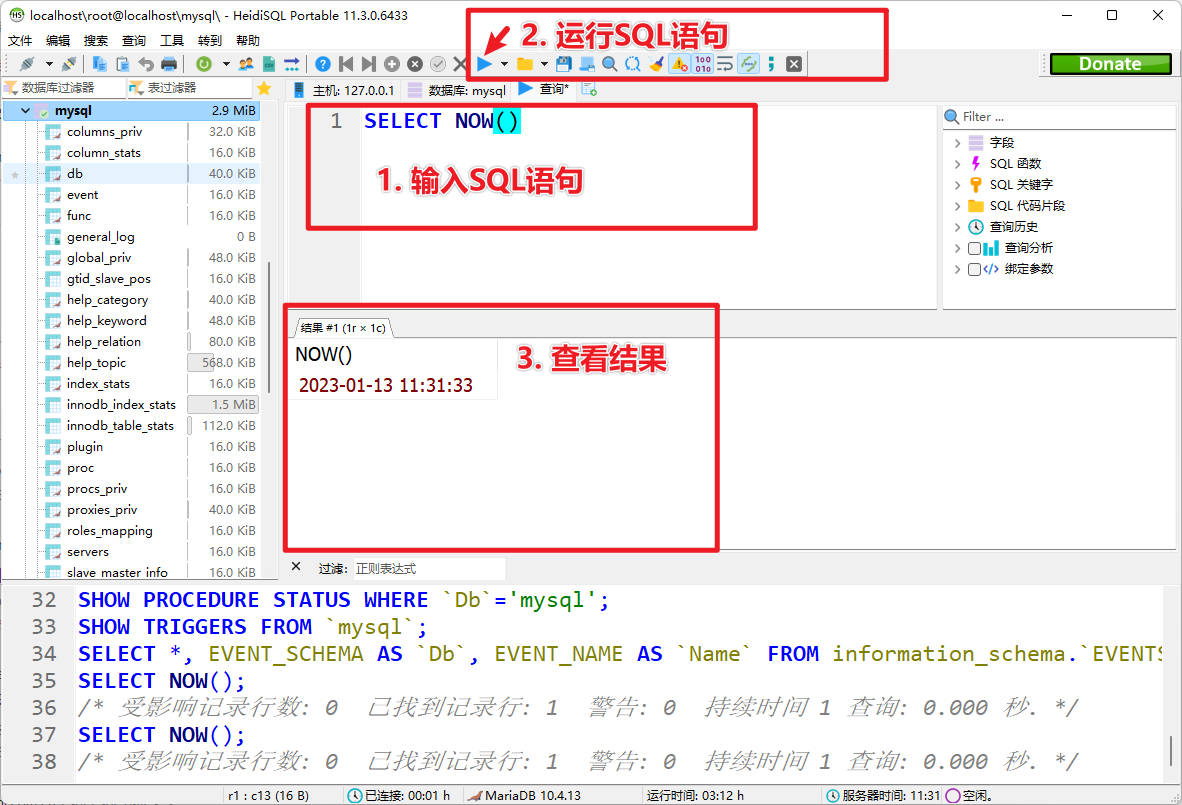 localhost\root@localhost\mysql\ - HeidiSQL Portable 11.3.0.6433
文件 编辑 搜索 查询 工具 转到 帮助
2. 运行SQL语句
Donate
数据库过滤器 表过滤器
主机: 127.0.0.1 数据库: mysql 查询*
mysql 2.9 MiB
columns_priv 32.0 KiB
column_stats 16.0 KiB
db 40.0 KiB
event 16.0 KiB
func 16.0 KiB
general_log 0 B
global_priv 48.0 KiB
gtid_slave_pos 16.0 KiB
help_category 40.0 KiB
help_keyword 48.0 KiB
help_relation 80.0 KiB
help_topic 568.0 KiB
index_stats 16.0 KiB
innodb_index_stats 1.5 MiB
innodb_table_stats 112.0 KiB
plugin 16.0 KiB
proc 16.0 KiB
procs_priv 16.0 KiB
proxies_priv 40.0 KiB
roles_mapping 16.0 KiB
servers 16.0 KiB
slave_master_info 16.0 KiB
1 SELECT NOW()
1. 输入SQL语句
Filter ...
字段
SQL 函数
SQL 关键字
SQL 代码片段
查询历史
查询分析
绑定参数
结果 #1 (1r × 1c)
NOW()
2023-01-13 11:31:33
3. 查看结果
过滤: 正则表达式
32 SHOW PROCEDURE STATUS WHERE `Db`='mysql';
33 SHOW TRIGGERS FROM `mysql`;
34 SELECT *, EVENT_SCHEMA AS `Db`, EVENT_NAME AS `Name` FROM information_schema.`EVENTS
35 SELECT NOW();
36 /* 受影响记录行数: 0 已找到记录行: 1 警告: 0 持续时间 1 查询: 0.000 秒. */
37 SELECT NOW();
38 /* 受影响记录行数: 0 已找到记录行: 1 警告: 0 持续时间 1 查询: 0.000 秒. */
r1 : c13 (16 B) 已连接: 00:01 h MariaDB 10.4.13 运行时间: 03:12 h 服务器时间: 11:31 空闲。